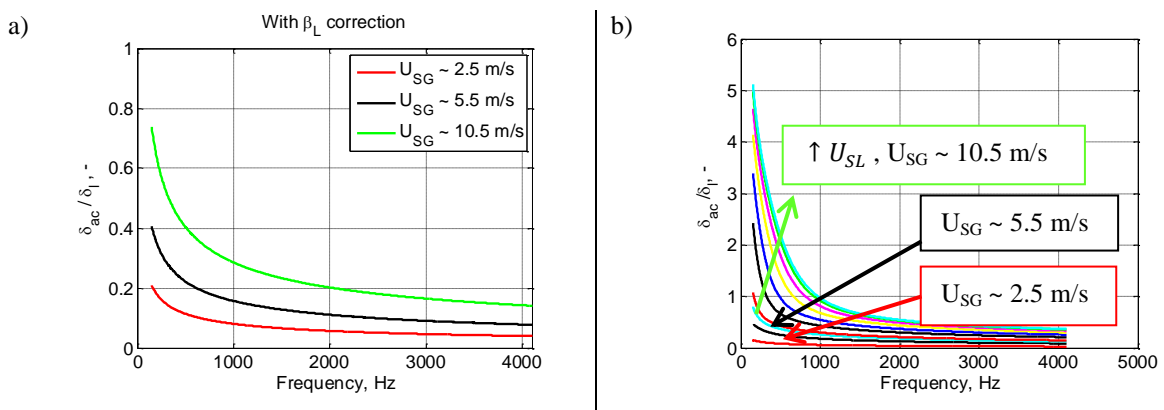 a)
With β_L correction
1
0.8
0.6
0.4
0.2
0
δ_ac /δ_l, -
U_SG ~ 2.5 m/s
U_SG ~ 5.5 m/s
U_SG ~ 10.5 m/s
0 1000 2000 3000 4000
Frequency, Hz
b)
6
5
4
3
2
1
0
δ_ac /δ_l, -
↑ U_SL , U_SG ~ 10.5 m/s
U_SG ~ 5.5 m/s
U_SG ~ 2.5 m/s
0 1000 2000 3000 4000 5000
Frequency, Hz